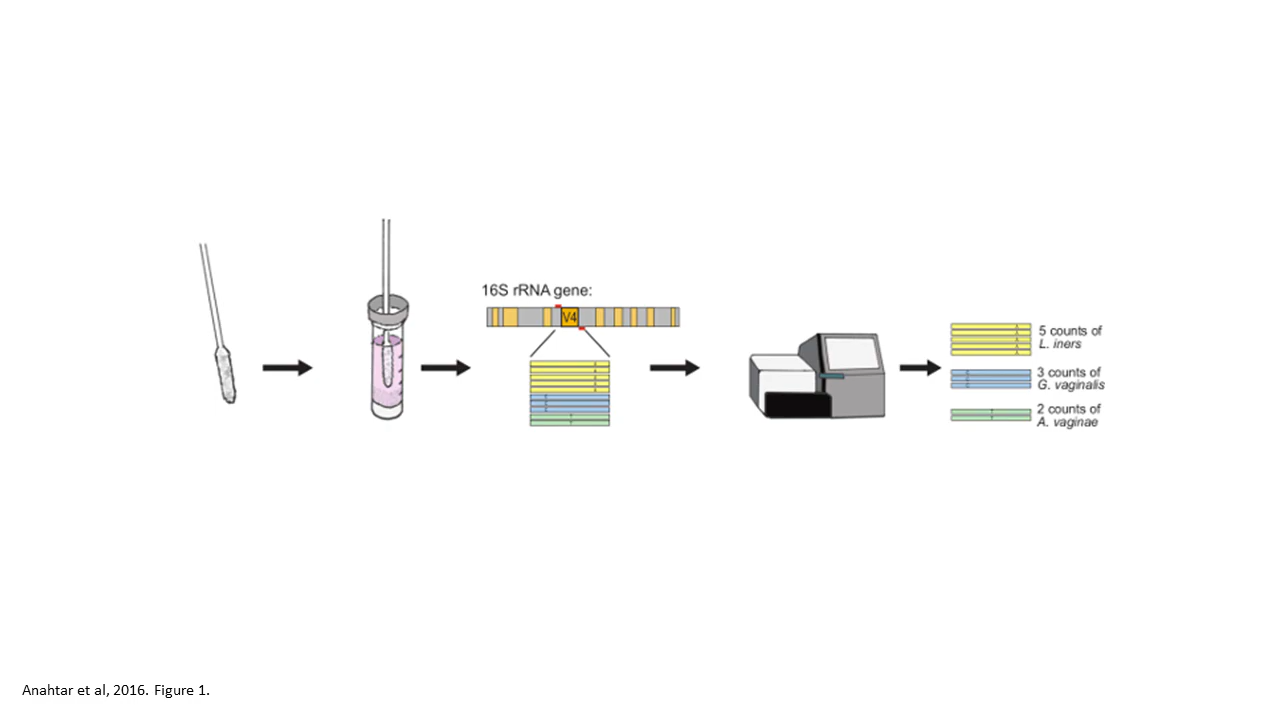 16S rRNA gene:
V4
5 counts of
L. iners
3 counts of
G. vaginalis
2 counts of
A. vaginae
Anahtar et al, 2016. Figure 1.